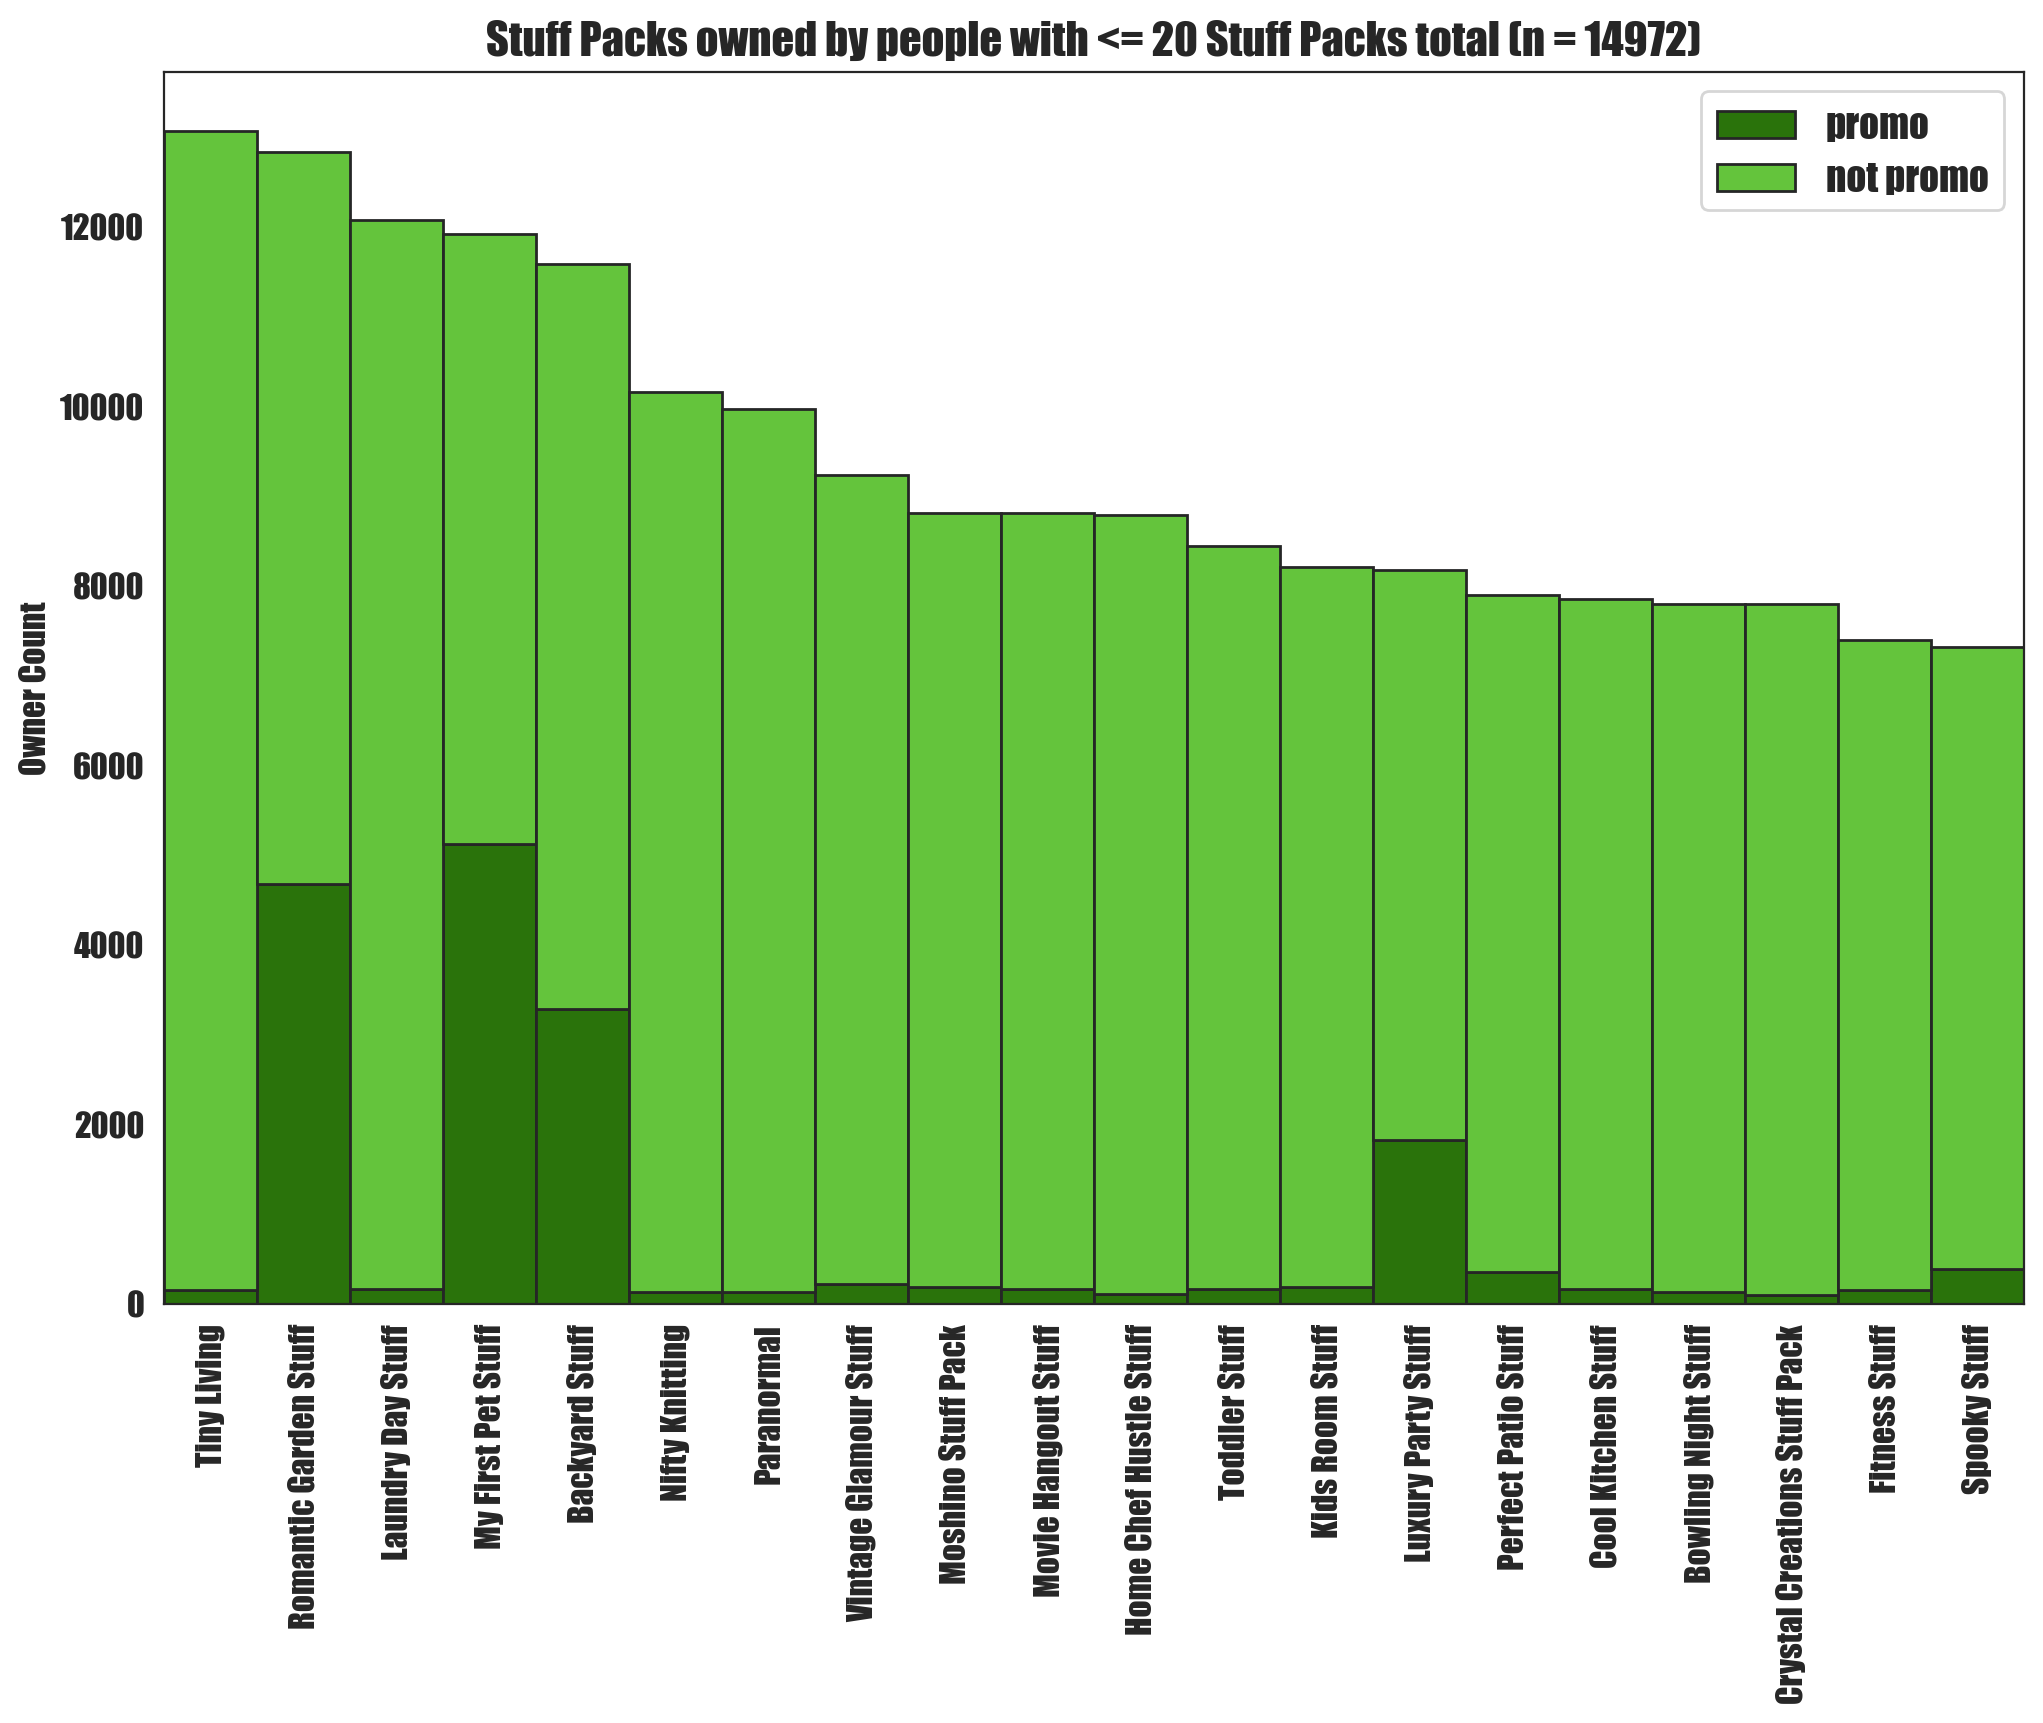 Stuff Packs owned by people with <= 20 Stuff Packs total (n = 14972)
promo
not promo
Owner Count
12000
10000
8000
6000
4000
2000
0
Tiny Living
Romantic Garden Stuff
Laundry Day Stuff
My First Pet Stuff
Backyard Stuff
Nifty Knitting
Paranormal
Vintage Glamour Stuff
Moshino Stuff Pack
Movie Hangout Stuff
Home Chef Hustle Stuff
Toddler Stuff
Kids Room Stuff
Luxury Party Stuff
Perfect Patio Stuff
Cool Kitchen Stuff
Bowling Night Stuff
Crystal Creations Stuff Pack
Fitness Stuff
Spooky Stuff